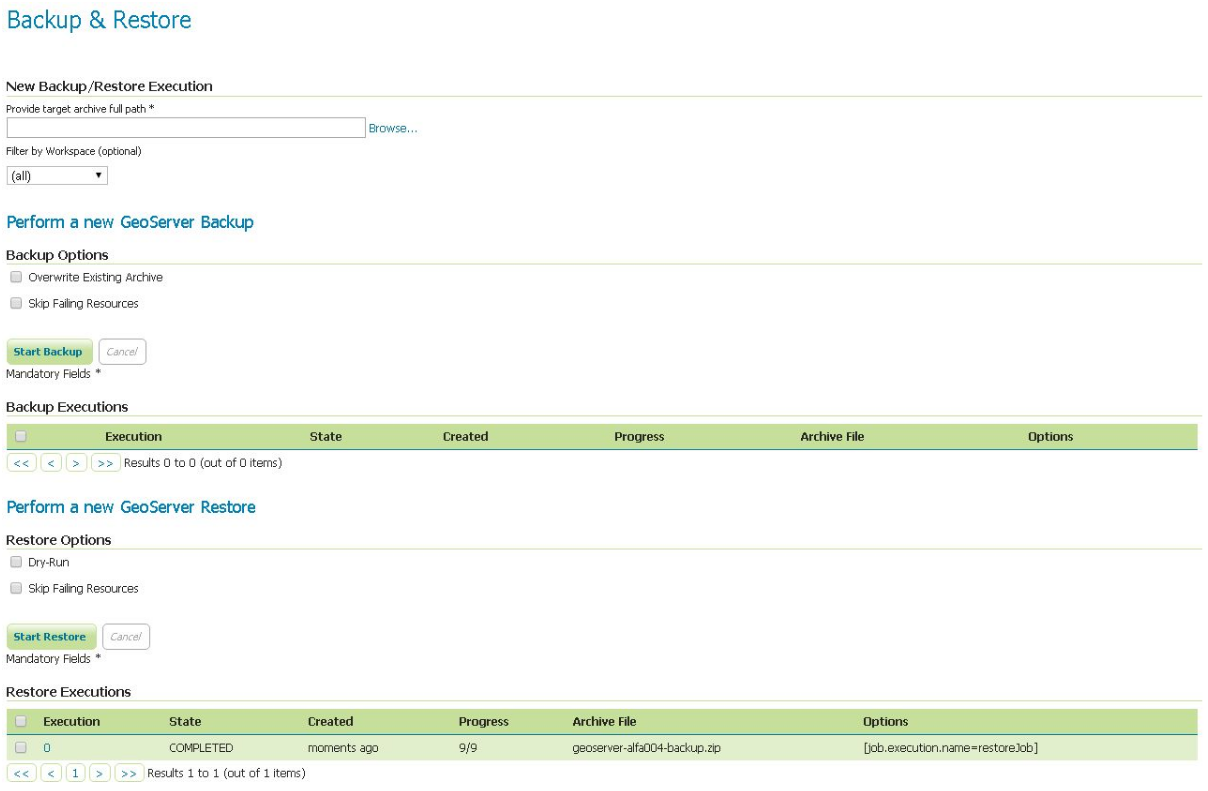 Backup & Restore
New Backup/Restore Execution
Provide target archive full path *
Browse...
Filter by Workspace (optional)
(all)
Perform a new GeoServer Backup
Backup Options
Overwrite Existing Archive
Skip Failing Resources
Start Backup Cancel
Mandatory Fields *
Backup Executions
Execution State Created Progress Archive File Options
<< < > >> Results 0 to 0 (out of 0 items)
Perform a new GeoServer Restore
Restore Options
Dry-Run
Skip Failing Resources
Start Restore Cancel
Mandatory Fields *
Restore Executions
Execution State Created Progress Archive File Options
0 COMPLETED moments ago 9/9 geoserver-alfa004-backup.zip [job.execution.name=restoreJob]
<< < 1 > >> Results 1 to 1 (out of 1 items)